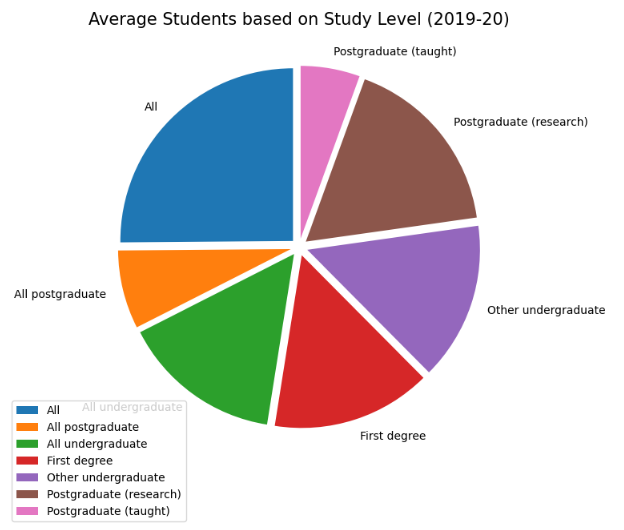 Average Students based on Study Level (2019-20)
Postgraduate (taught)
All
Postgraduate (research)
All postgraduate
Other undergraduate
All undergraduate
First degree
All
All postgraduate
All undergraduate
First degree
Other undergraduate
Postgraduate (research)
Postgraduate (taught)